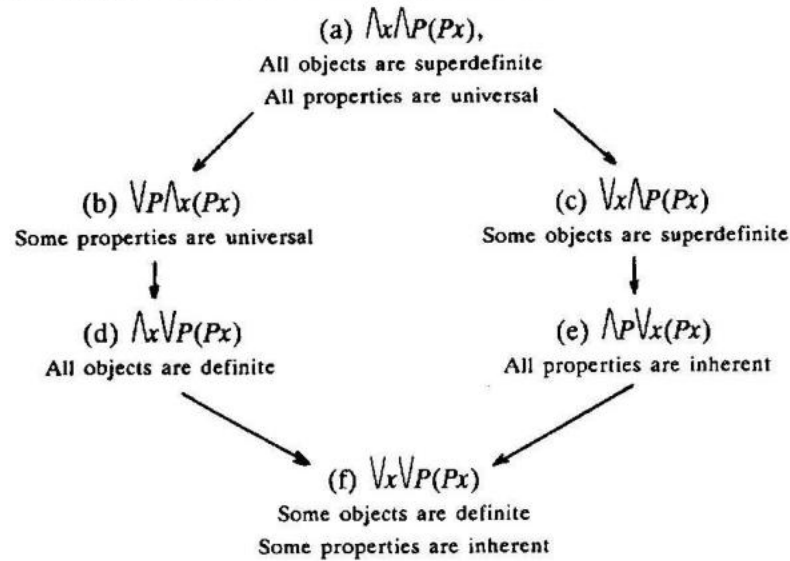 (a) ⋀x⋀P(Px),
All objects are superdefinite
All properties are universal
(b) ⋁P⋀x(Px)
Some properties are universal
(c) ⋁x⋀P(Px)
Some objects are superdefinite
(d) ⋀x⋁P(Px)
All objects are definite
(e) ⋀P⋁x(Px)
All properties are inherent
(f) ⋁x⋁P(Px)
Some objects are definite
Some properties are inherent